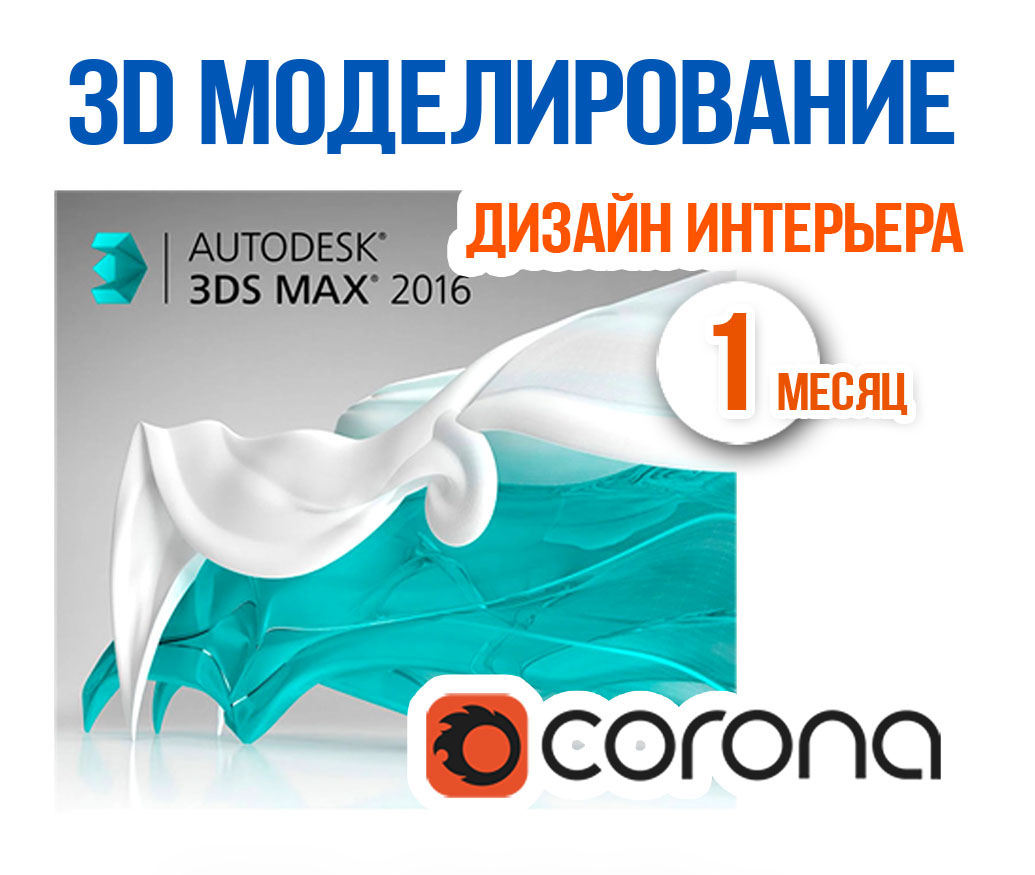 3D МОДЕЛИРОВАНИЕ
ДИЗАЙН ИНТЕРЬЕРА
AUTODESK®
3DS MAX® 2016
1 МЕСЯЦ
corona